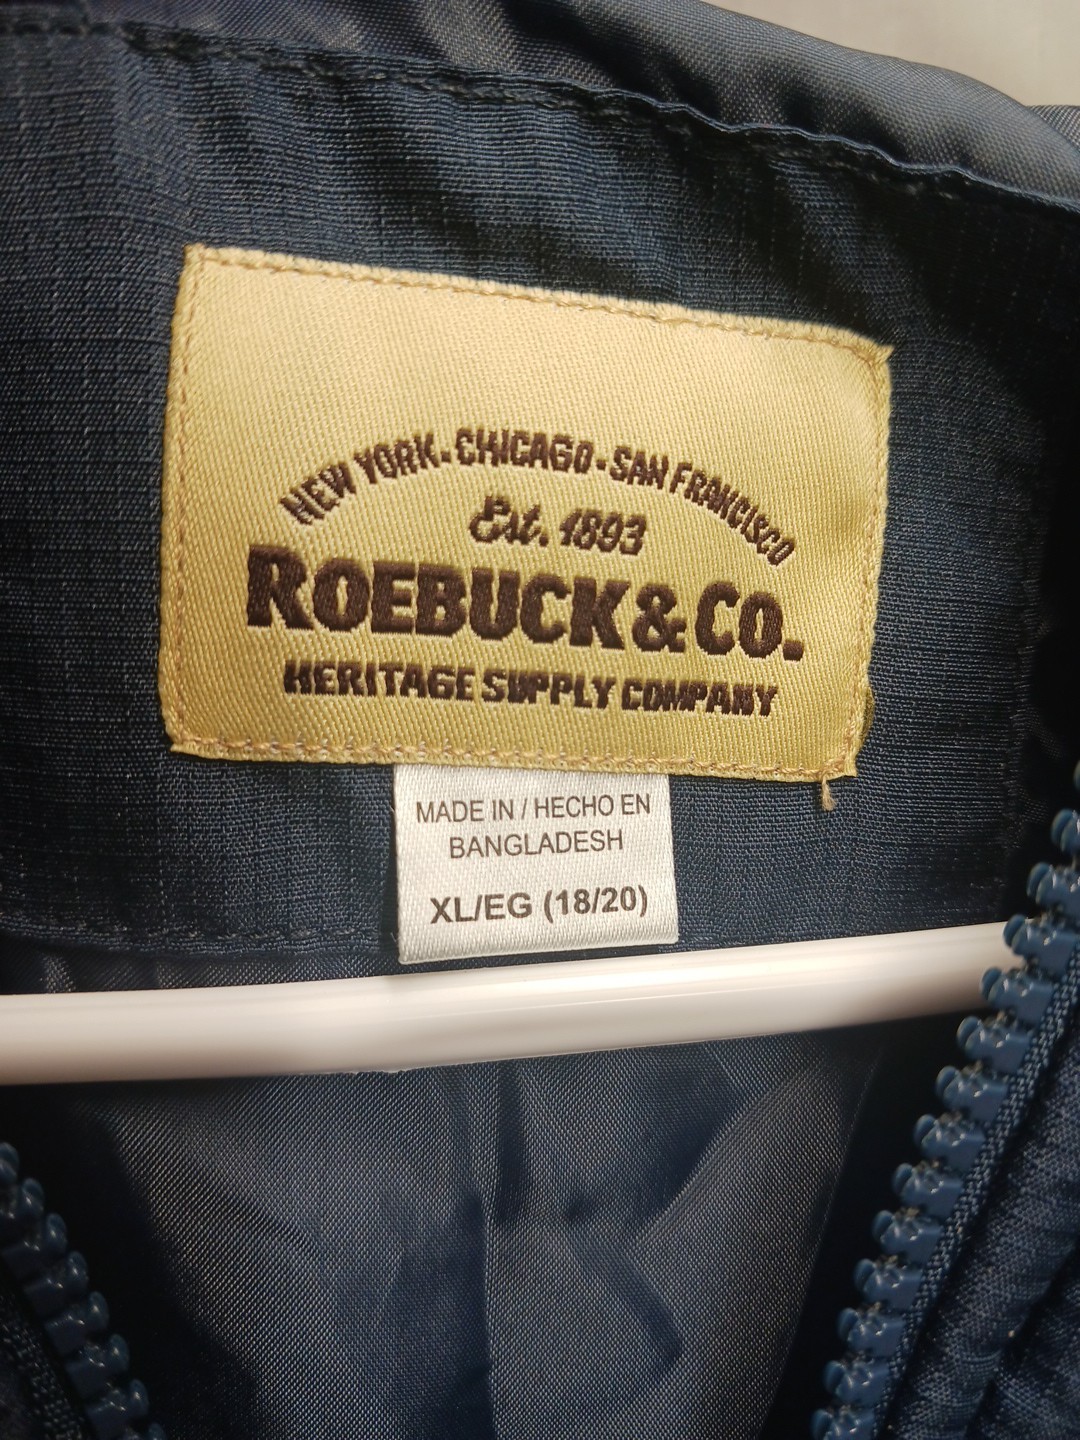 NEW YORK • CHICAGO • SAN FRANCISCO
Est. 1893
ROEBUCK & CO.
HERITAGE SUPPLY COMPANY
MADE IN / HECHO EN
BANGLADESH
XL/EG (18/20)